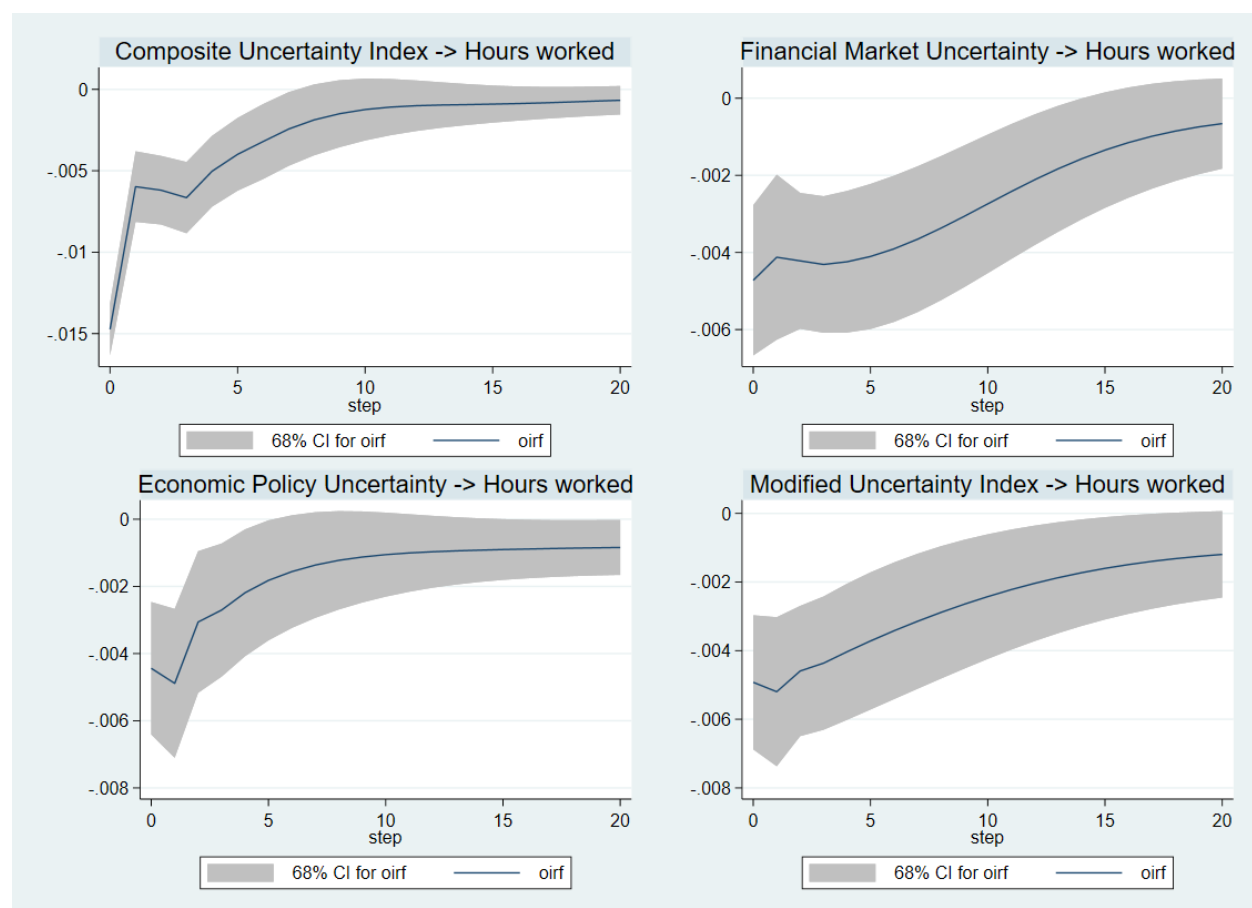 Composite Uncertainty Index -> Hours worked
0
-.005
-.01
-.015
0 5 10 15 20
step
68% CI for oirf oirf
Financial Market Uncertainty -> Hours worked
0
-.002
-.004
-.006
0 5 10 15 20
step
68% CI for oirf oirf
Economic Policy Uncertainty -> Hours worked
0
-.002
-.004
-.006
-.008
0 5 10 15 20
step
68% CI for oirf oirf
Modified Uncertainty Index -> Hours worked
0
-.002
-.004
-.006
-.008
0 5 10 15 20
step
68% CI for oirf oirf